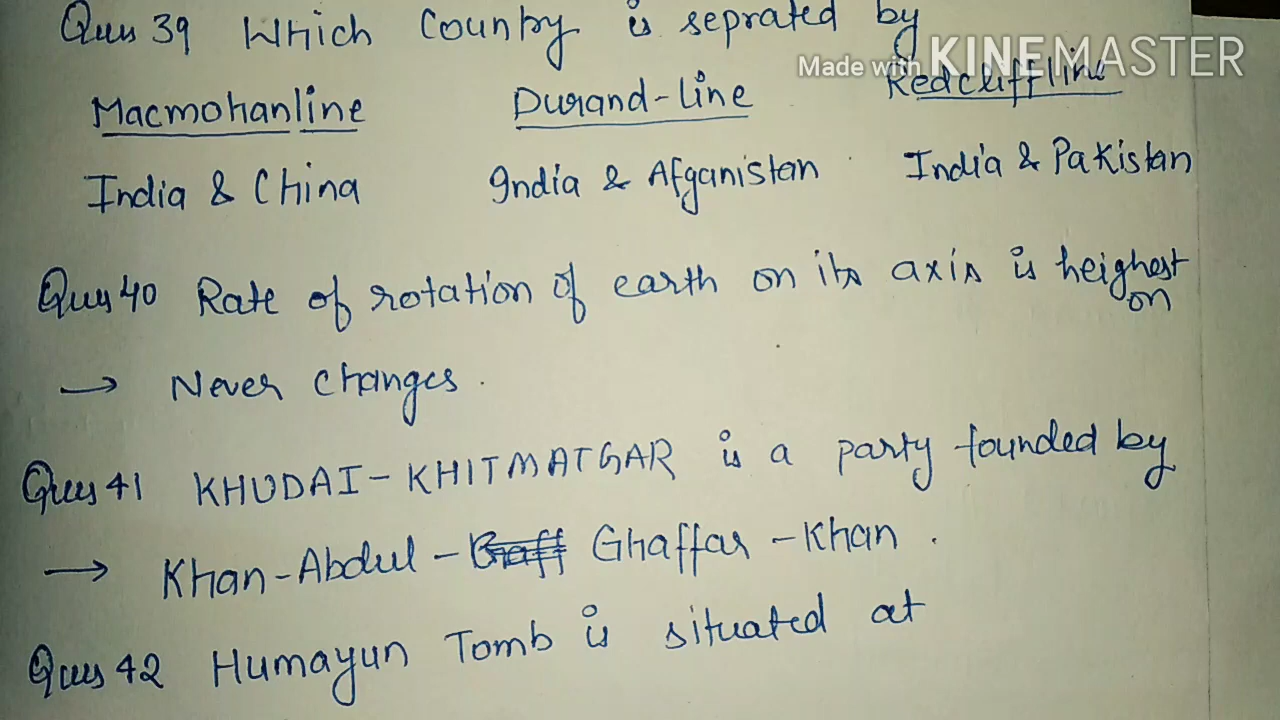 Ques 39 Which Country is seprated by
Made with KINEMASTER
Macmohanline Durand-Line Redcliffline
India & China India & Afganistan India & Pakistan
Ques 40 Rate of rotation of earth on its axis is heighest
on
→ Never changes.
Ques 41 KHUDAI-KHITMATGAR is a party founded by
→ Khan-Abdul- Ghaffar-Khan.
Ques 42 Humayun Tomb is situated at